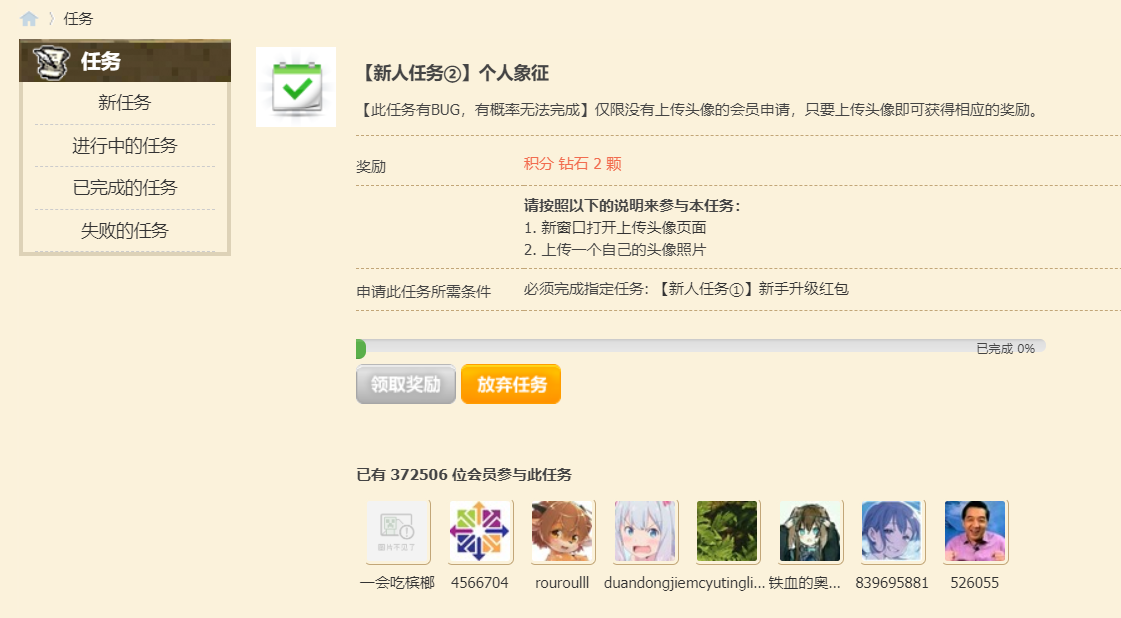 任务
任务
新任务
进行中的任务
已完成的任务
失败的任务
【新人任务②】个人象征
【此任务有BUG，有概率无法完成】仅限没有上传头像的会员申请，只要上传头像即可获得相应的奖励。
奖励
积分 钻石 2 颗
请按照以下的说明来参与本任务：
1. 新窗口打开上传头像页面
2. 上传一个自己的头像照片
申请此任务所需条件
必须完成指定任务：【新人任务①】新手升级红包
已完成 0%
领取奖励 放弃任务
已有 372506 位会员参与此任务
图片不见了
一会吃槟榔 4566704 rouroulll duandongjiemcyutingli... 铁血的奥... 839695881 526055